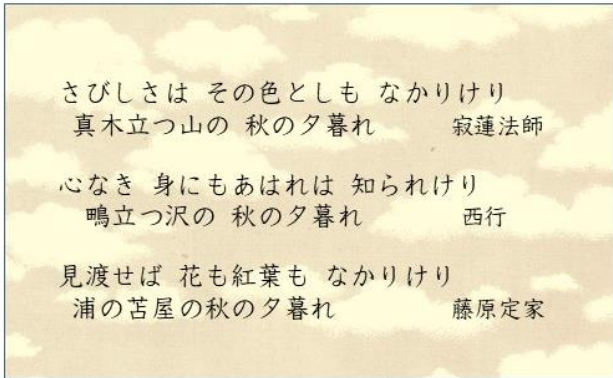 さびしさは その色としも なかりけり
真木立つ山の 秋の夕暮れ 寂蓮法師
心なき 身にもあはれは 知られけり
鴫立つ沢の 秋の夕暮れ 西行
見渡せば 花も紅葉も なかりけり
浦の苫屋の秋の夕暮れ 藤原定家